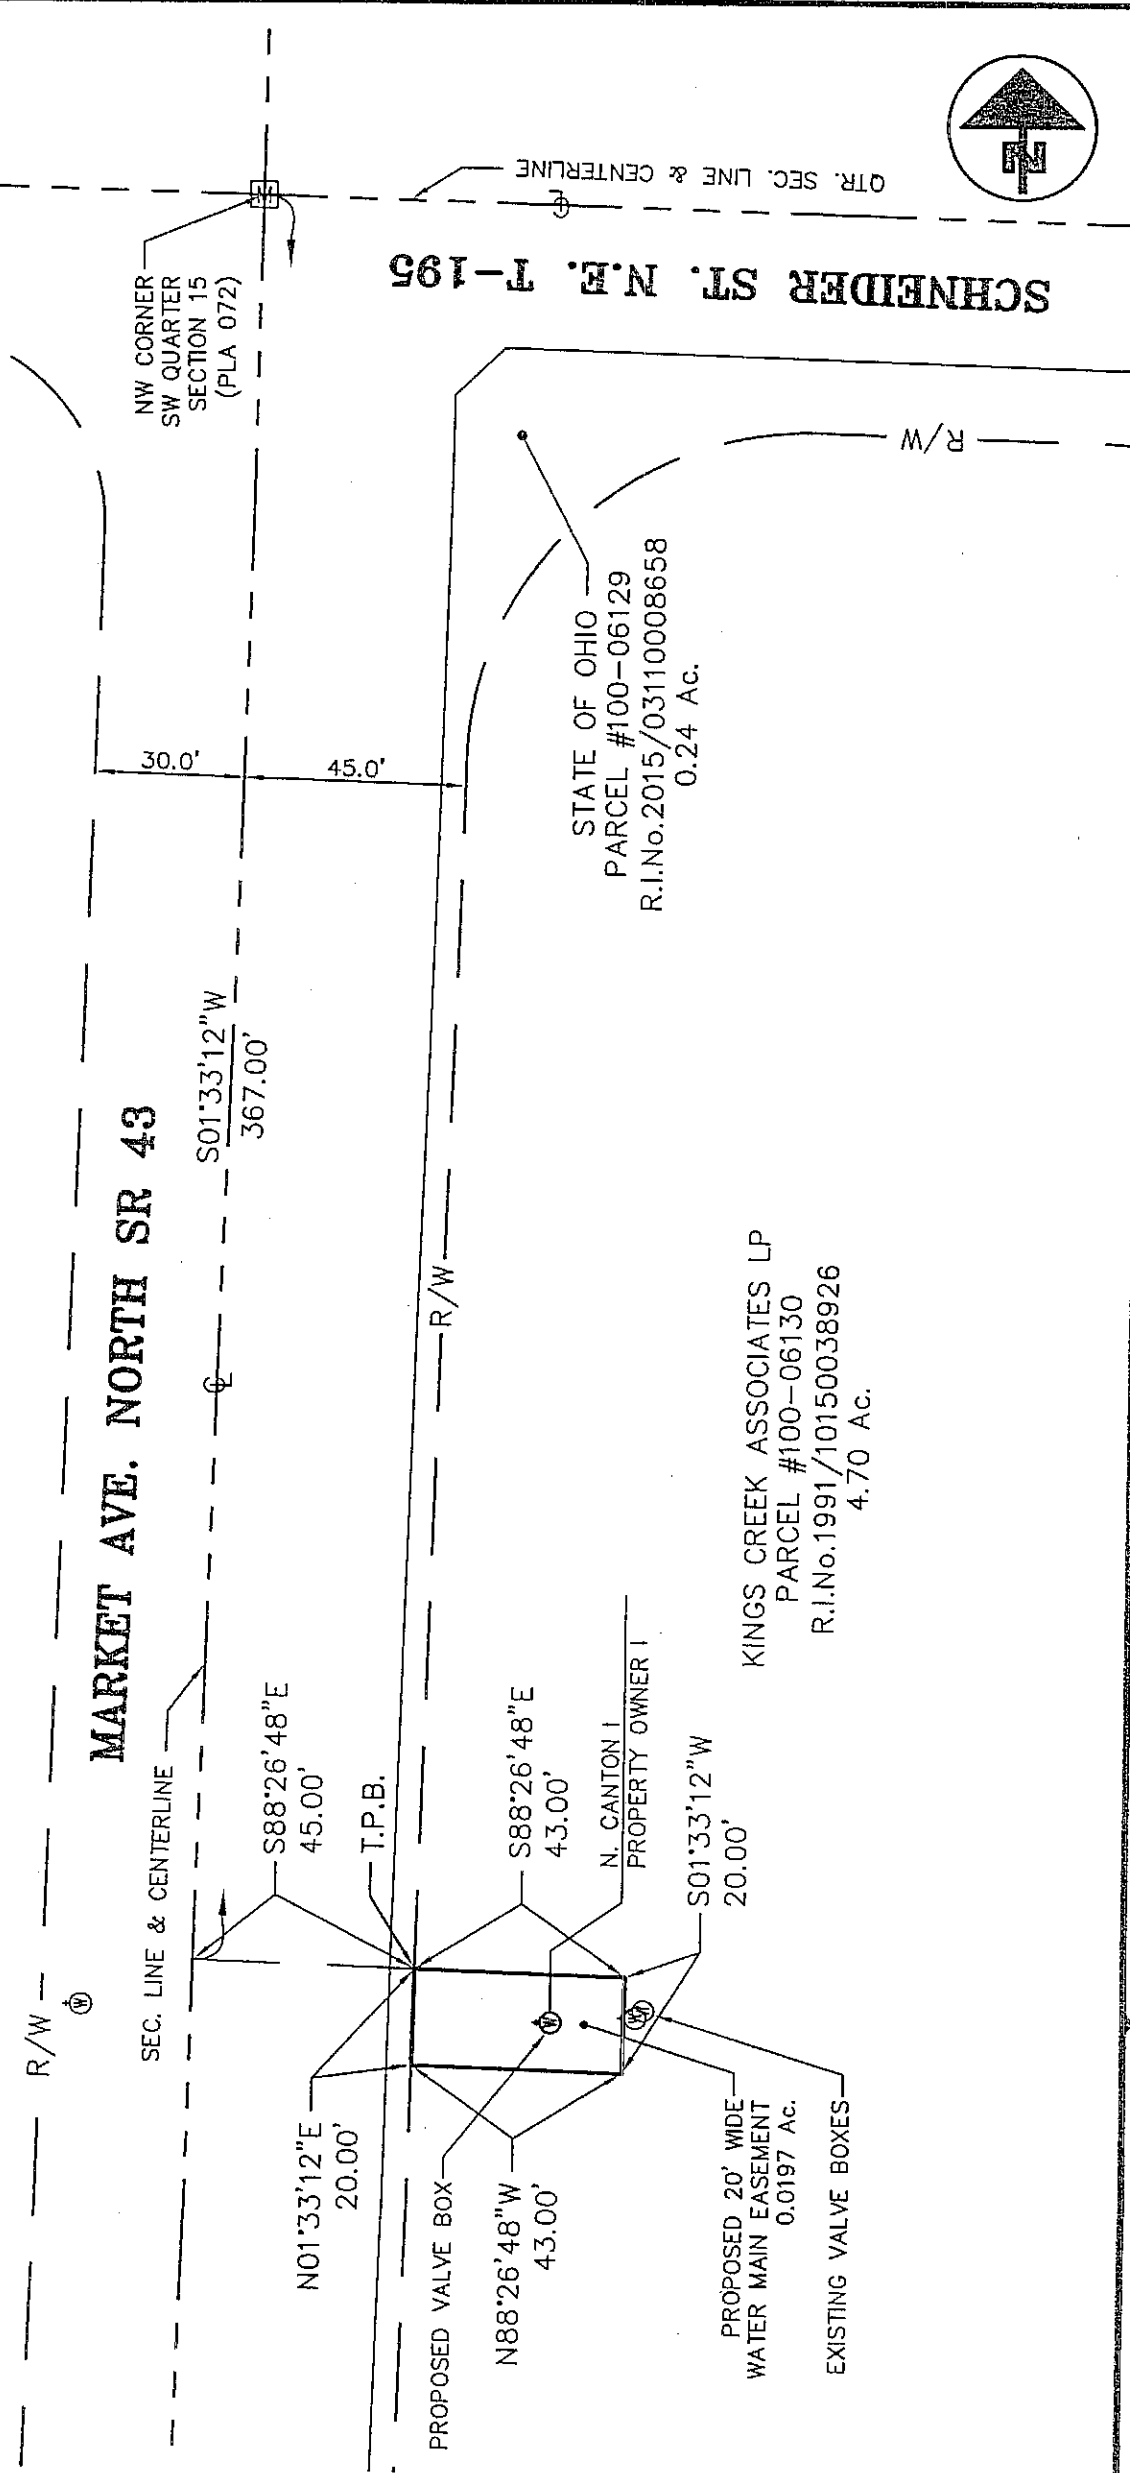 N
QTR. SEC. LINE & CENTERLINE
SCHNEIDER ST. N.E. T-195
NW CORNER
SW QUARTER
SECTION 15
(PLA 072)
M
R/W
STATE OF OHIO
PARCEL #100-06129
R.I.No.2015/03110008658
0.24 Ac.
30.0'
45.0'
S01°33'12"W
367.00'
MARKET AVE. NORTH SR 43
R/W
KINGS CREEK ASSOCIATES LP
PARCEL #100-06130
R.I.No.1991/10150038926
4.70 Ac.
R/W
W
SEC. LINE & CENTERLINE
S88°26'48"E
45.00'
T.P.B.
S88°26'48"E
43.00'
N. CANTON
PROPERTY OWNER
S01°33'12"W
20.00'
N01°33'12"E
20.00'
PROPOSED VALVE BOX
W
N88°26'48"W
43.00'
PROPOSED 20' WIDE
WATER MAIN EASEMENT
0.0197 Ac.
EXISTING VALVE BOXES